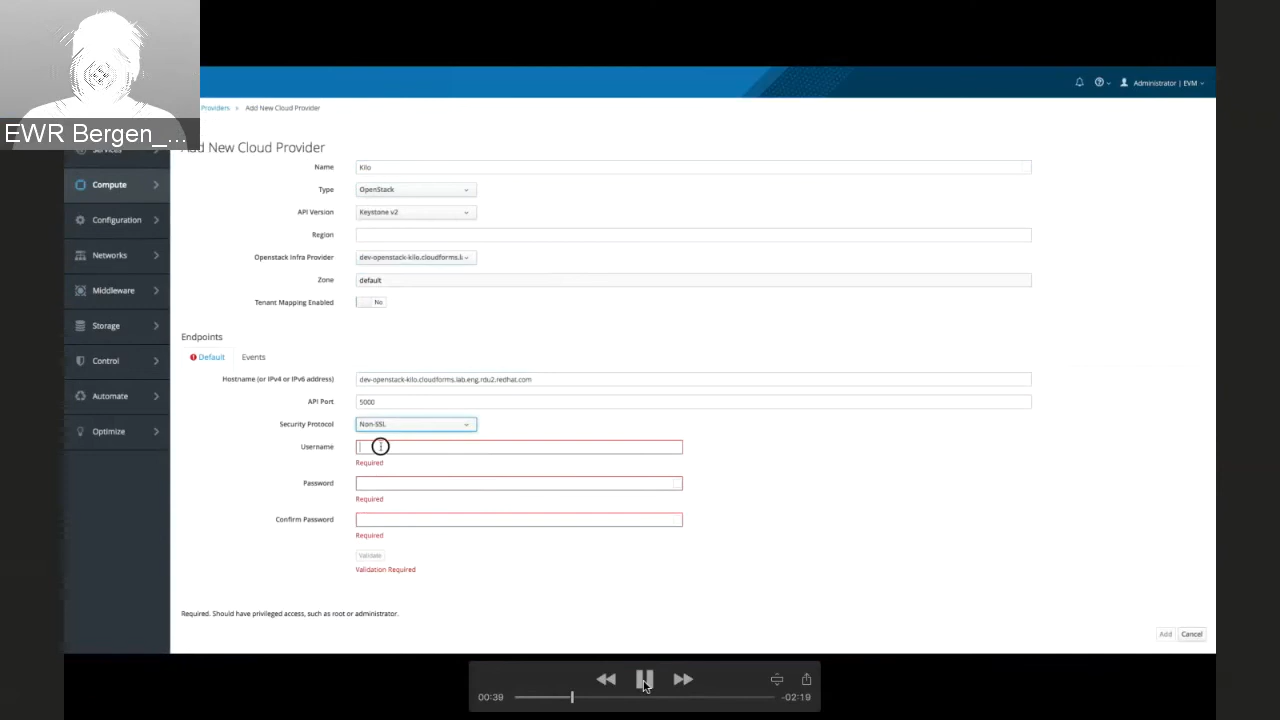 EWR Bergen_...
Administrator | EVM
Providers » Add New Cloud Provider
Add New Cloud Provider
Services
Compute
Configuration
Networks
Middleware
Storage
Control
Automate
Optimize
Name Kilo
Type OpenStack
API Version Keystone v2
Region
Openstack Infra Provider dev-openstack-kilo.cloudforms.l
Zone default
Tenant Mapping Enabled No
Endpoints
Default Events
Hostname (or IPv4 or IPv6 address) dev-openstack-kilo.cloudforms.lab.eng.rdu2.redhat.com
API Port 5000
Security Protocol Non-SSL
Username
Required
Password
Required
Confirm Password
Required
Validate
Validation Required
Required. Should have privileged access, such as root or administrator.
Add Cancel
00:39 -02:19